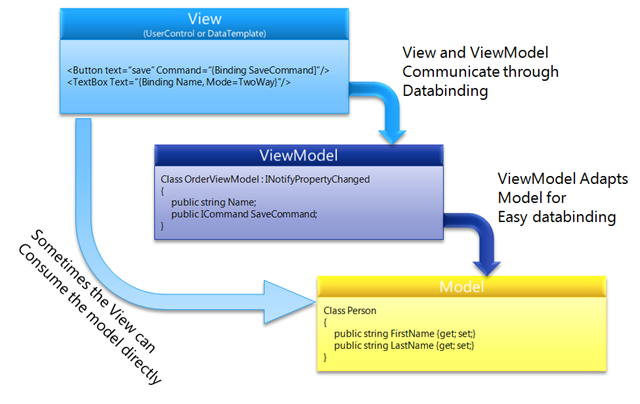 View
(UserControl or DataTemplate)
<Button text="save" Command="{Binding SaveCommand]"/>
<TextBox Text="{Binding Name, Mode=TwoWay}"/>
View and ViewModel
Communicate through
Databinding
ViewModel
Class OrderViewModel : INotifyPropertyChanged
{
public string Name;
public ICommand SaveCommand;
}
ViewModel Adapts
Model for
Easy databinding
Sometimes the View can
Consume the model directly
Model
Class Person
{
public string FirstName {get; set;}
public string LastName {get; set;}
}